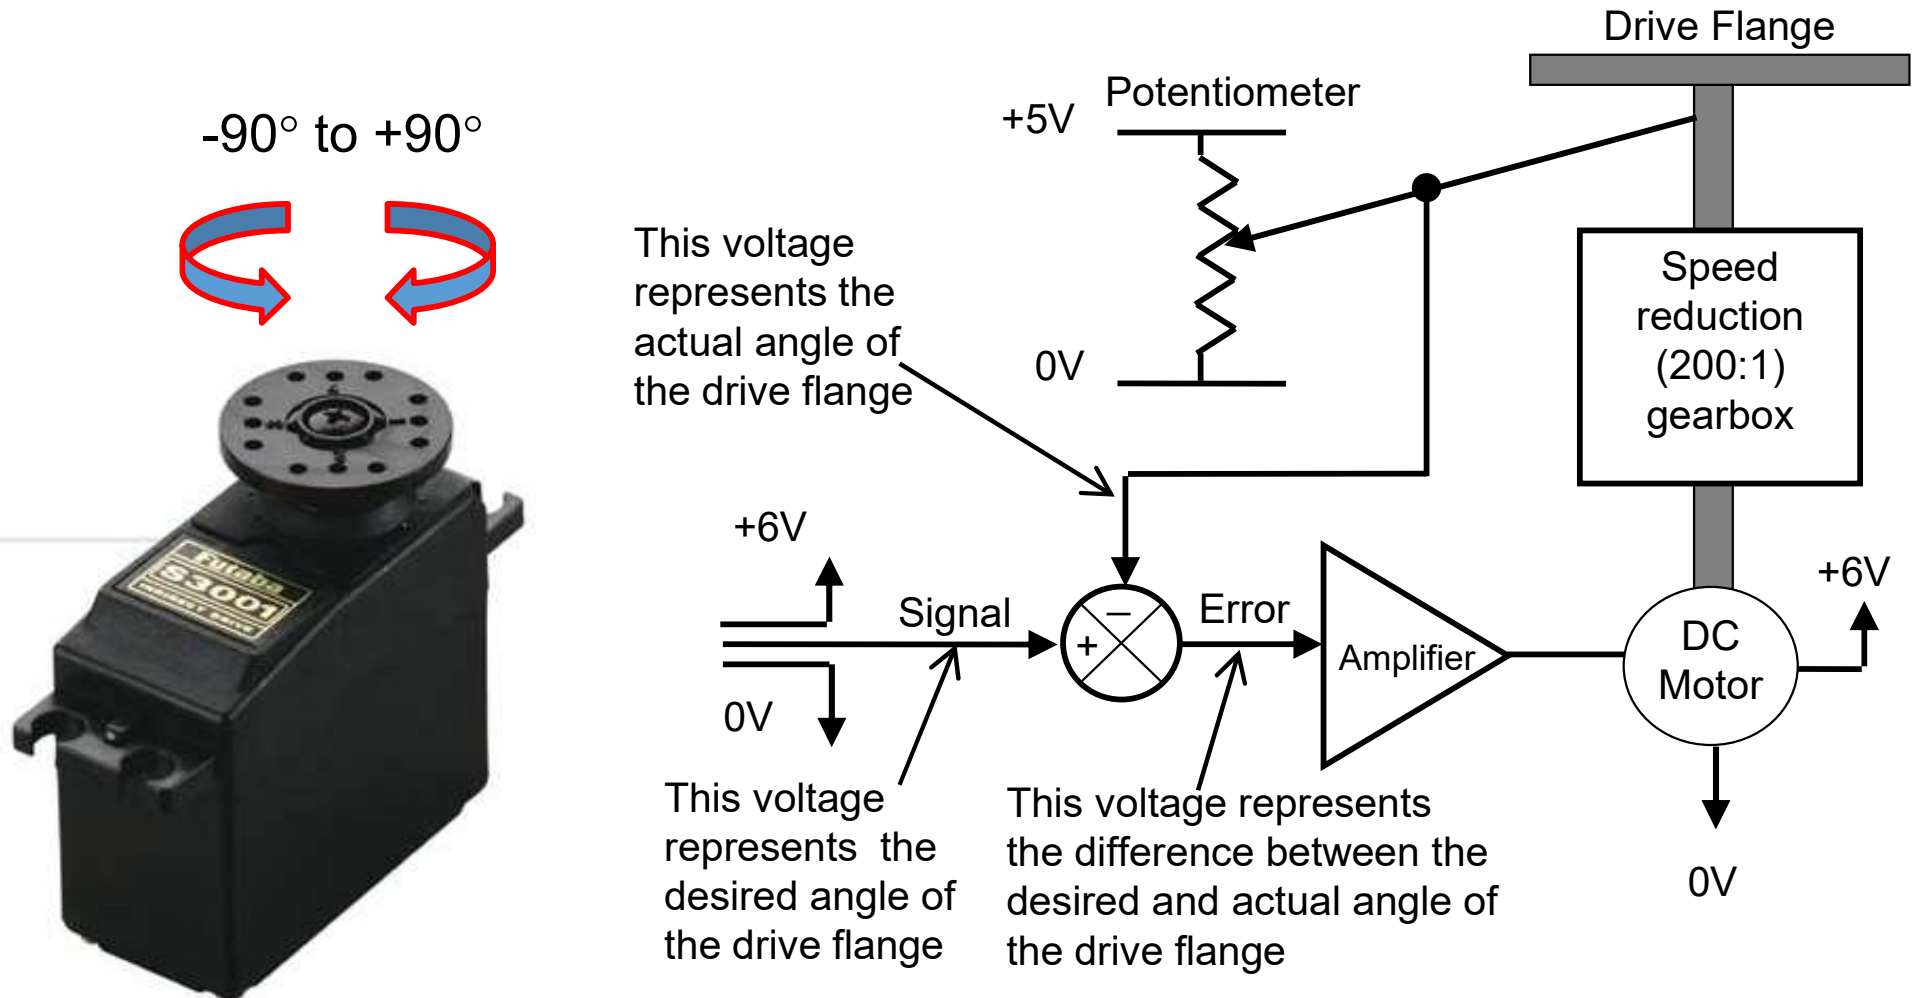 Drive Flange
-90° to +90°
Potentiometer
+5V
This voltage
represents the
actual angle of
the drive flange
0V
Speed
reduction
(200:1)
gearbox
+6V
Signal
Error
+
–
Amplifier
DC
Motor
+6V
0V
0V
This voltage
represents the
desired angle of
the drive flange
This voltage represents
the difference between the
desired and actual angle of
the drive flange
Futaba
S3001